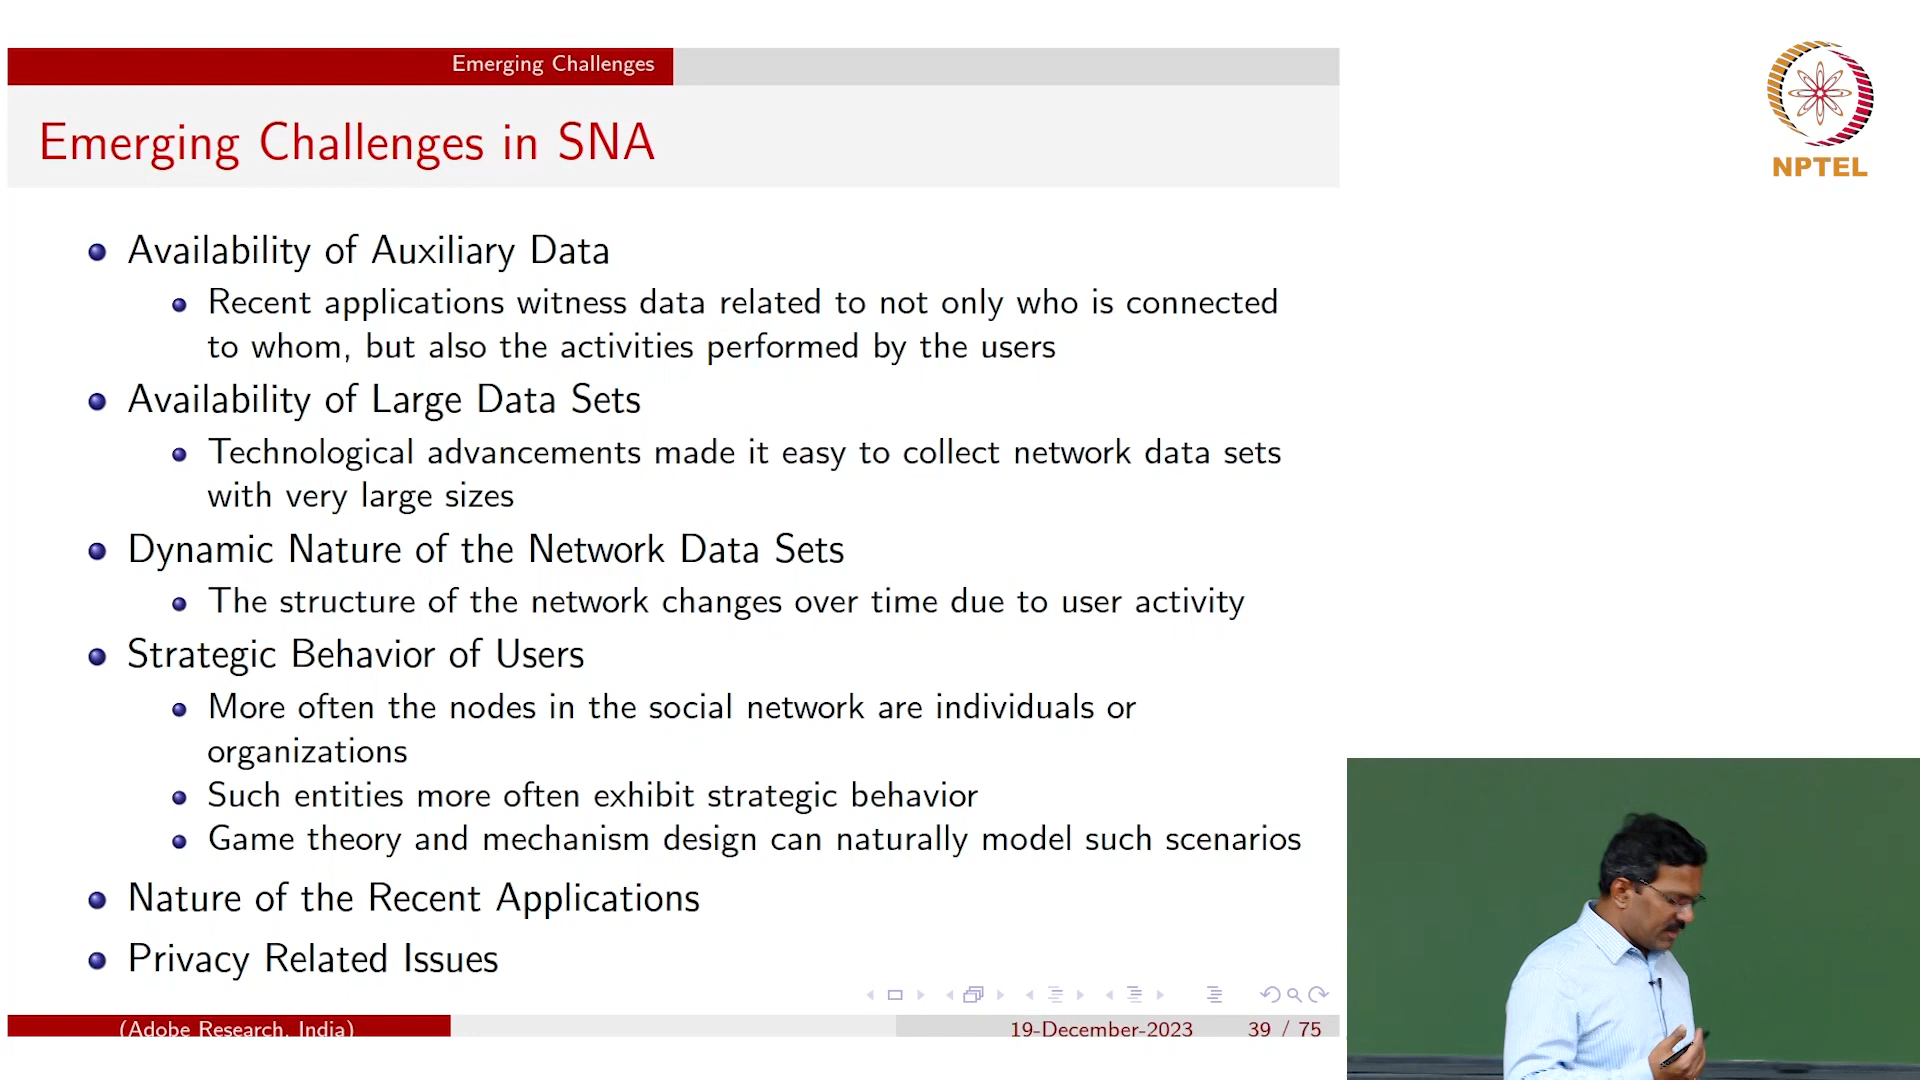 Emerging Challenges
Emerging Challenges in SNA
NPTEL
Availability of Auxiliary Data
Recent applications witness data related to not only who is connected
to whom, but also the activities performed by the users
Availability of Large Data Sets
Technological advancements made it easy to collect network data sets
with very large sizes
Dynamic Nature of the Network Data Sets
The structure of the network changes over time due to user activity
Strategic Behavior of Users
More often the nodes in the social network are individuals or
organizations
Such entities more often exhibit strategic behavior
Game theory and mechanism design can naturally model such scenarios
Nature of the Recent Applications
Privacy Related Issues
(Adobe Research, India)
19-December-2023 39 / 75